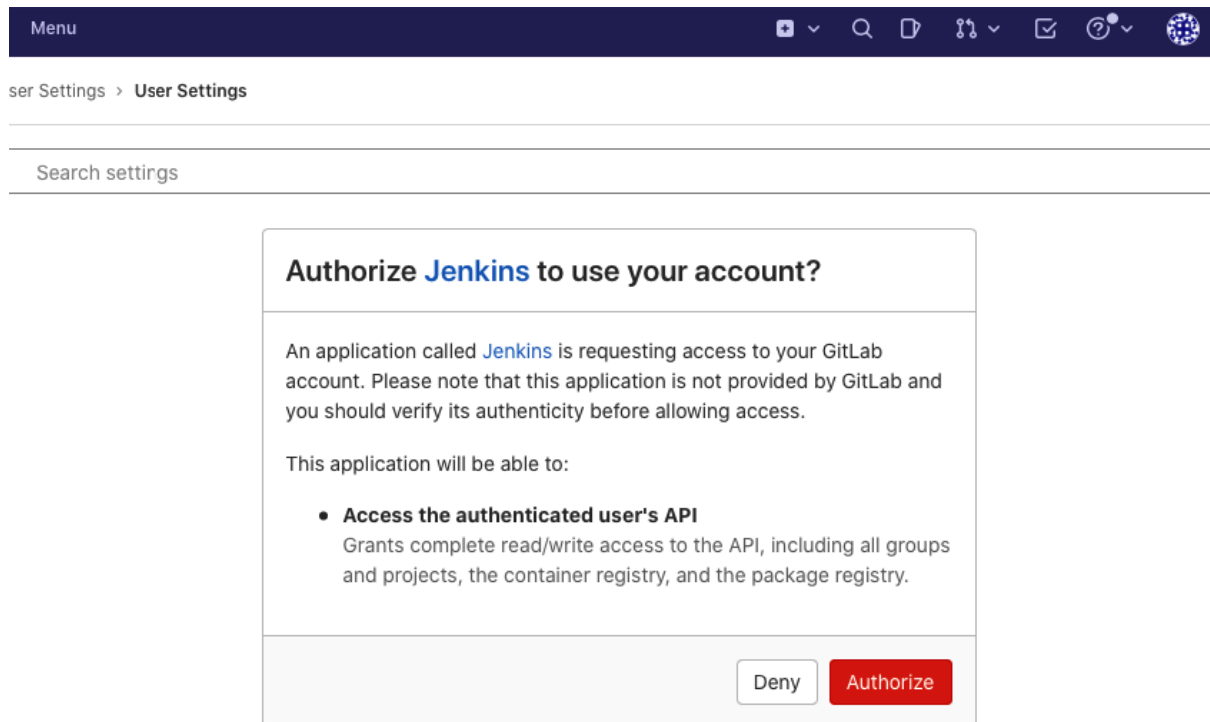 Menu
ser Settings › User Settings
Search settings
Authorize Jenkins to use your account?
An application called Jenkins is requesting access to your GitLab
account. Please note that this application is not provided by GitLab and
you should verify its authenticity before allowing access.
This application will be able to:
• Access the authenticated user's API
Grants complete read/write access to the API, including all groups
and projects, the container registry, and the package registry.
Deny Authorize